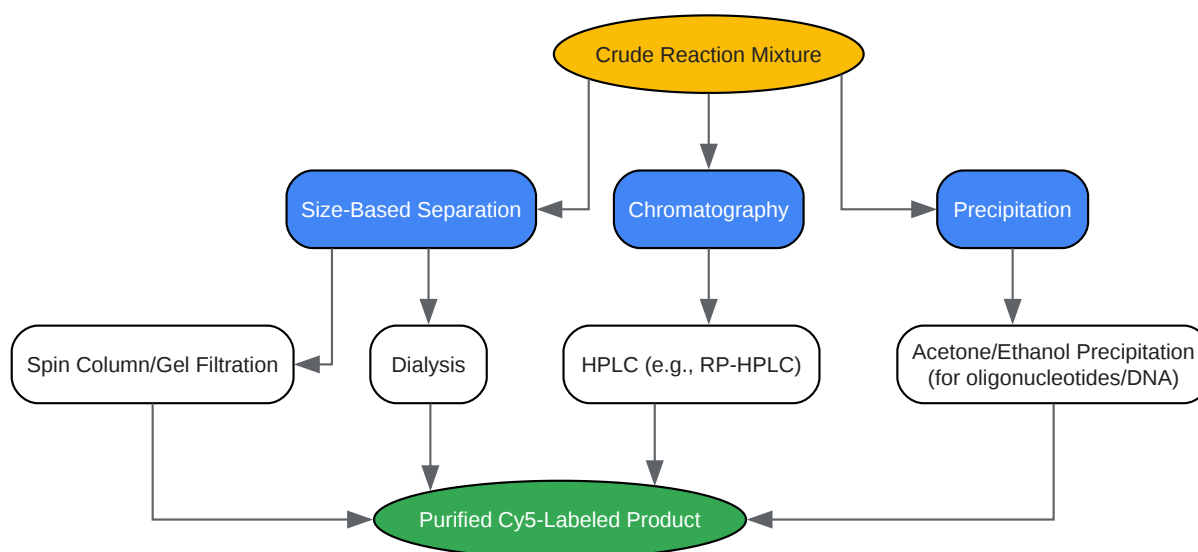 Crude Reaction Mixture
Size-Based Separation
Chromatography
Precipitation
Spin Column/Gel Filtration
Dialysis
HPLC (e.g., RP-HPLC)
Acetone/Ethanol Precipitation
(for oligonucleotides/DNA)
Purified Cy5-Labeled Product